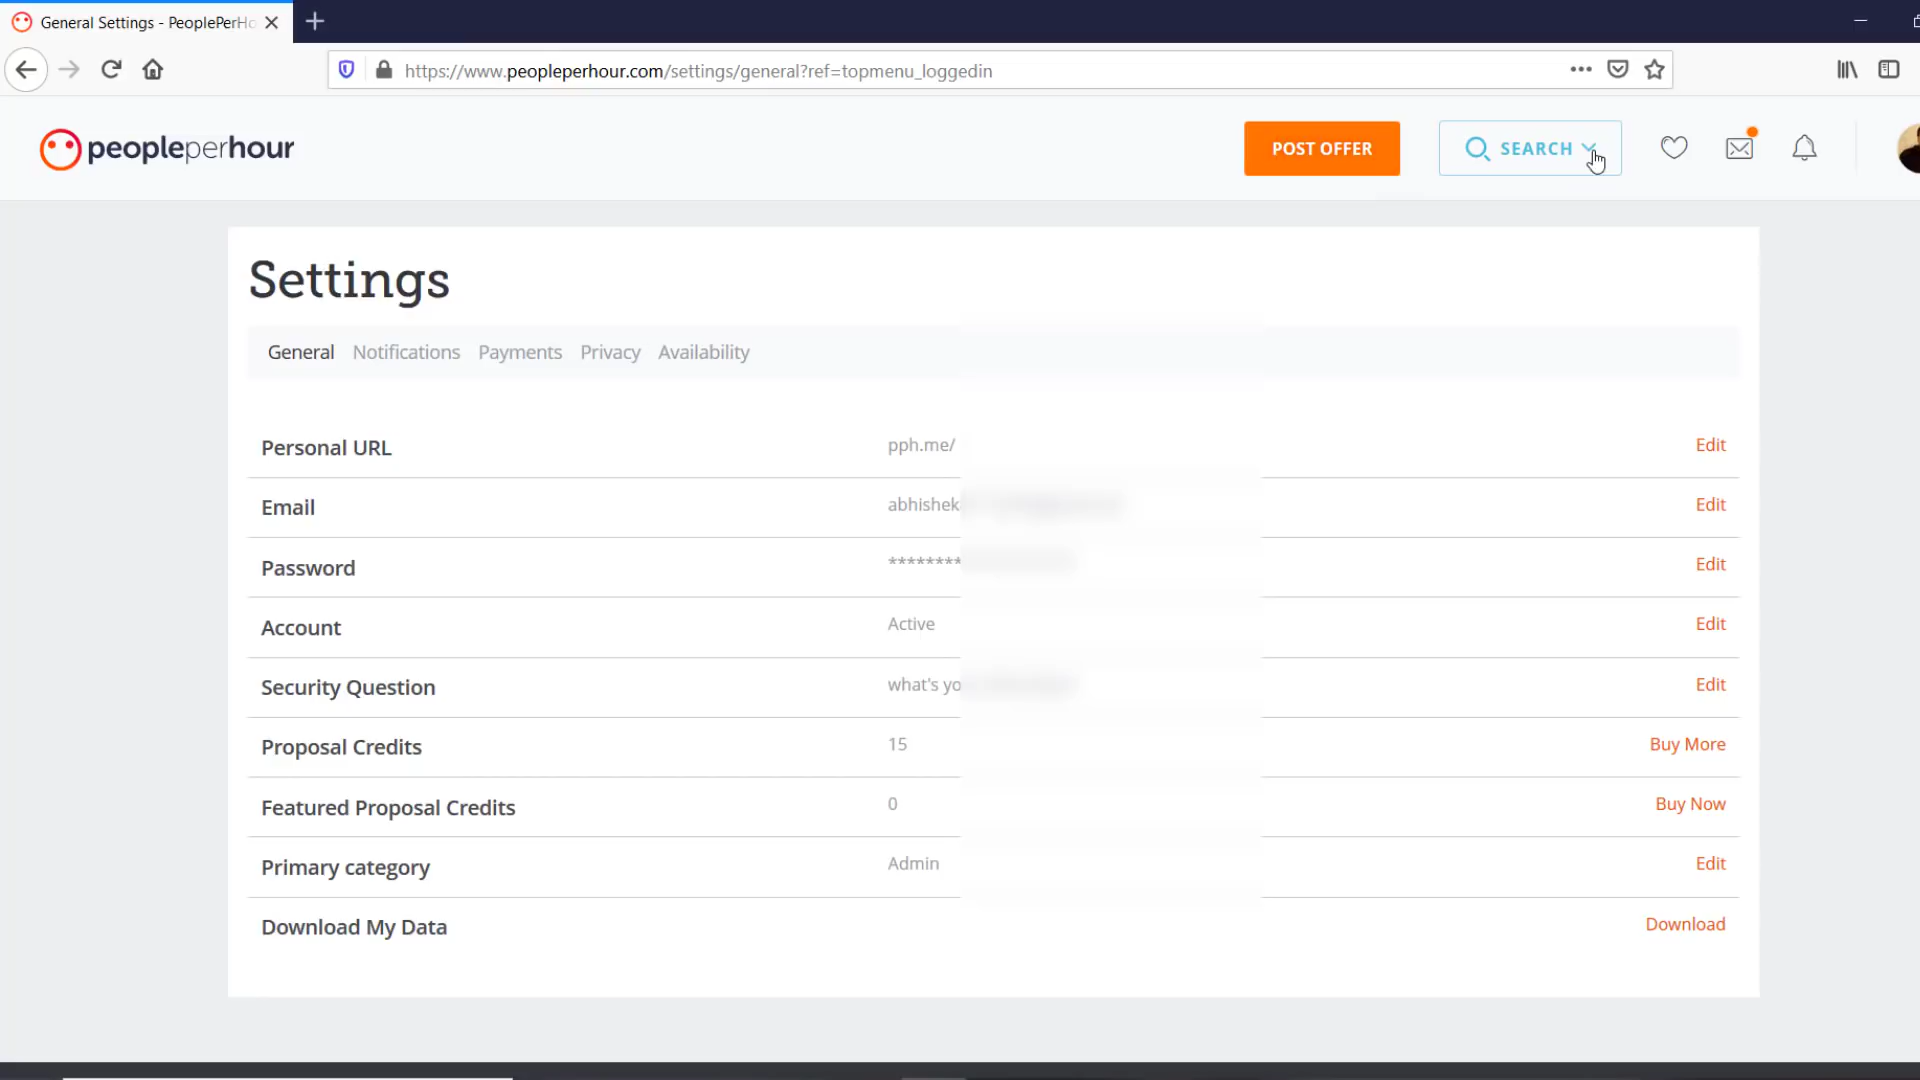 General Settings - PeoplePerHo
https://www.peopleperhour.com/settings/general?ref=topmenu_loggedin
peopleperhour
POST OFFER
SEARCH
Settings
General Notifications Payments Privacy Availability
Personal URL pph.me/ Edit
Email abhishek Edit
Password ******** Edit
Account Active Edit
Security Question what's yo Edit
Proposal Credits 15 Buy More
Featured Proposal Credits 0 Buy Now
Primary category Admin Edit
Download My Data Download